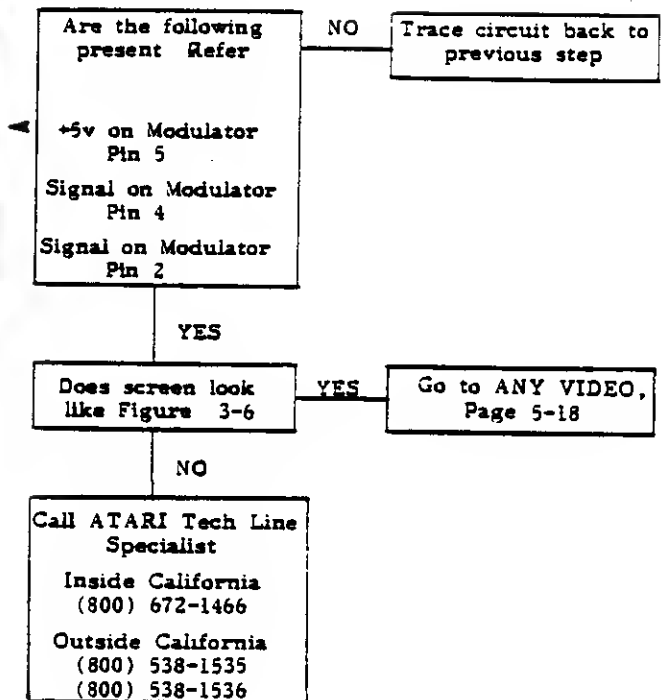 Are the following
present Refer
+5v on Modulator
Pin 5
Signal on Modulator
Pin 4
Signal on Modulator
Pin 2
NO
Trace circuit back to
previous step
YES
Does screen look
like Figure 3-6
YES
Go to ANY VIDEO,
Page 5-18
NO
Call ATARI Tech Line
Specialist
Inside California
(800) 672-1466
Outside California
(800) 538-1535
(800) 538-1536